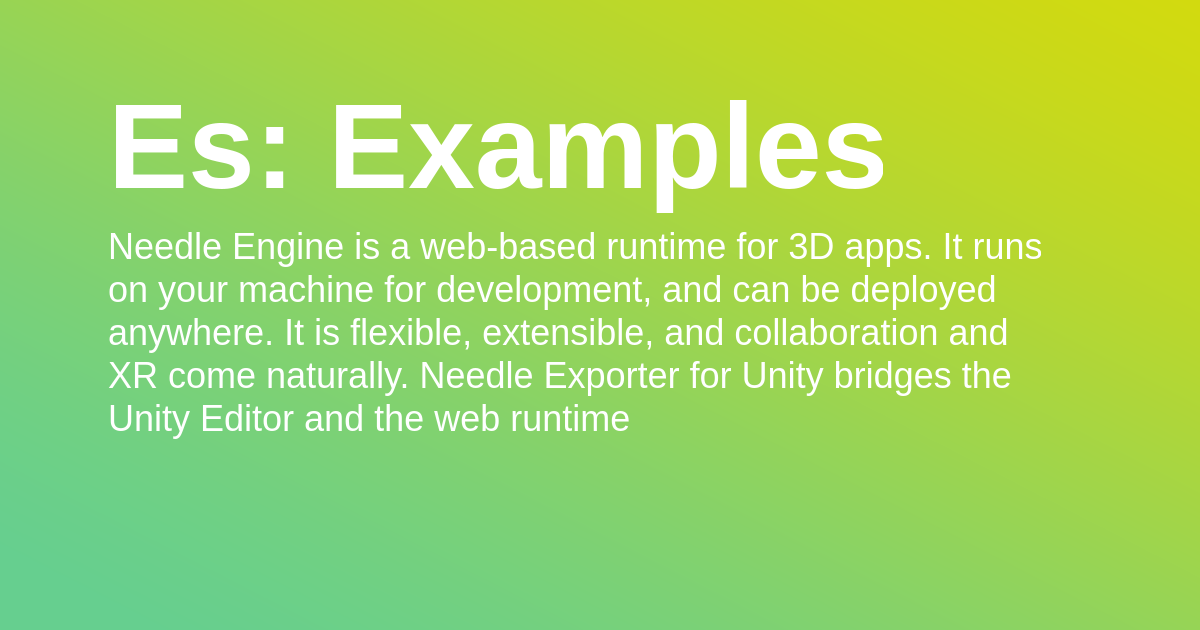 Es: Examples
Needle Engine is a web-based runtime for 3D apps. It runs
on your machine for development, and can be deployed
anywhere. It is flexible, extensible, and collaboration and
XR come naturally. Needle Exporter for Unity bridges the
Unity Editor and the web runtime